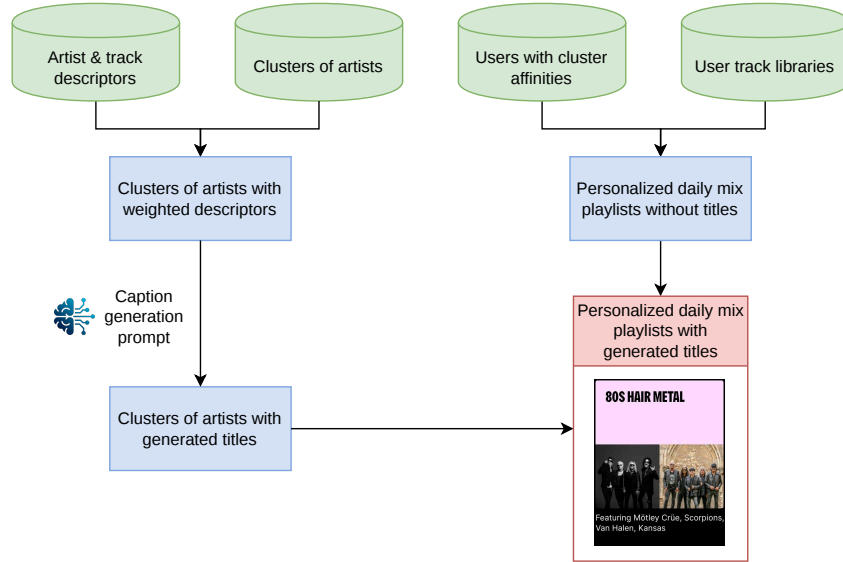 Artist & track
descriptors
Clusters of artists
Users with cluster
affinities
User track libraries
Clusters of artists with
weighted descriptors
Personalized daily mix
playlists without titles
Caption
generation
prompt
Personalized daily mix
playlists with
generated titles
80S HAIR METAL
Featuring Mötley Crüe, Scorpions,
Van Halen, Kansas
Clusters of artists with
generated titles